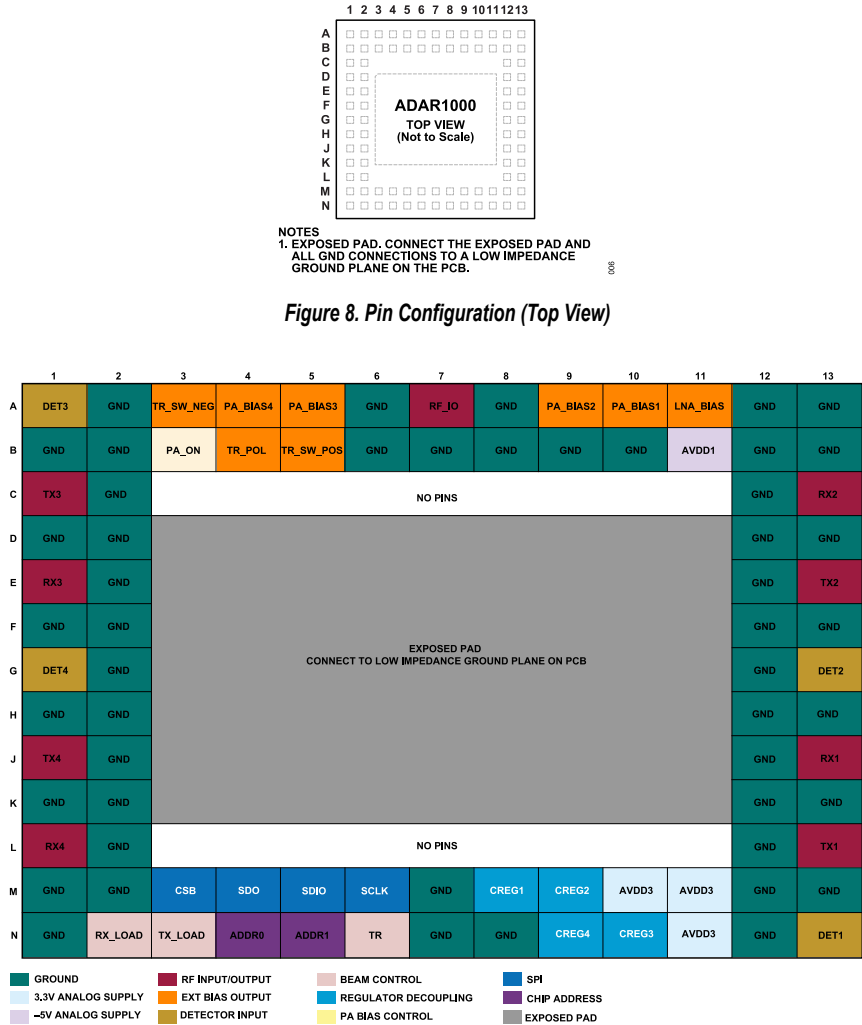 1 2 3 4 5 6 7 8 9 10 11 12 13
A
B
C
D
E
F
G
H
J
K
L
M
N
ADAR1000
TOP VIEW
(Not to Scale)
NOTES
1. EXPOSED PAD. CONNECT THE EXPOSED PAD AND
ALL GND CONNECTIONS TO A LOW IMPEDANCE
GROUND PLANE ON THE PCB.
006
Figure 8. Pin Configuration (Top View)
1 2 3 4 5 6 7 8 9 10 11 12 13
A DET3 GND TR_SW_NEG PA_BIAS4 PA_BIAS3 GND RF_IO GND PA_BIAS2 PA_BIAS1 LNA_BIAS GND GND
B GND GND PA_ON TR_POL TR_SW_POS GND GND GND GND GND AVDD1 GND GND
C TX3 GND NO PINS GND RX2
D GND GND GND GND
E RX3 GND GND TX2
F GND GND GND GND
EXPOSED PAD
CONNECT TO LOW IMPEDANCE GROUND PLANE ON PCB
G DET4 GND GND DET2
H GND GND GND GND
J TX4 GND GND RX1
K GND GND GND GND
L RX4 GND NO PINS GND TX1
M GND GND CSB SDO SDIO SCLK GND CREG1 CREG2 AVDD3 AVDD3 GND GND
N GND RX_LOAD TX_LOAD ADDR0 ADDR1 TR GND GND CREG4 CREG3 AVDD3 GND DET1
GROUND RF INPUT/OUTPUT BEAM CONTROL SPI
3.3V ANALOG SUPPLY EXT BIAS OUTPUT REGULATOR DECOUPLING CHIP ADDRESS
–5V ANALOG SUPPLY DETECTOR INPUT PA BIAS CONTROL EXPOSED PAD